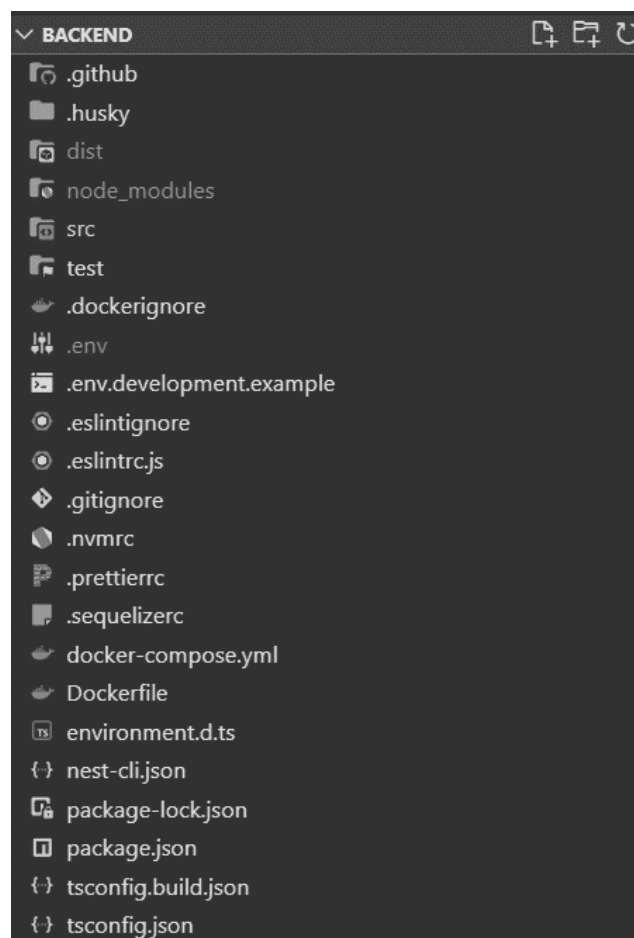 BACKEND
.github
.husky
dist
node_modules
src
test
.dockerignore
.env
.env.development.example
.eslintignore
.eslintrc.js
.gitignore
.nvmrc
.prettierrc
.sequelizerc
docker-compose.yml
Dockerfile
environment.d.ts
nest-cli.json
package-lock.json
package.json
tsconfig.build.json
tsconfig.json